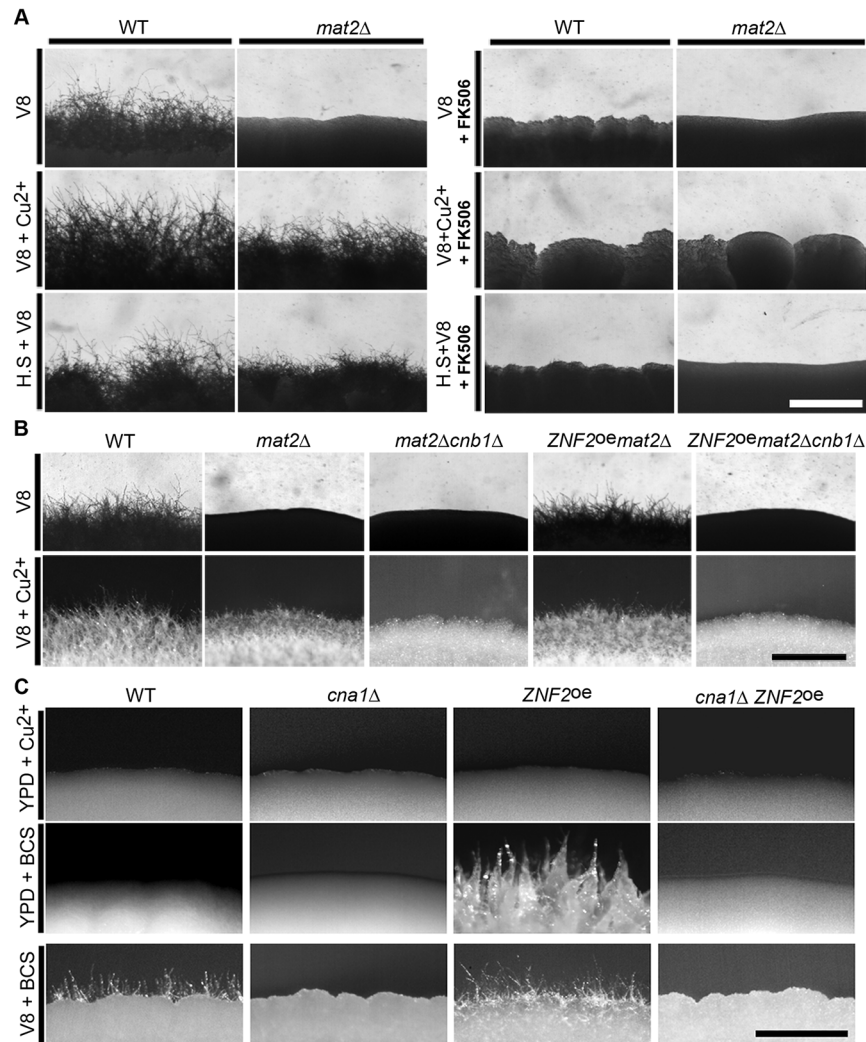 A
WT
mat2Δ
WT
mat2Δ
V8
V8
+ FK506
V8 + Cu2+
V8+Cu2+
+ FK506
H.S + V8
H.S+V8
+ FK506
B
WT
mat2Δ
mat2Δcnb1Δ
ZNF2oemat2Δ
ZNF2oemat2Δcnb1Δ
V8
V8 + Cu2+
C
WT
cna1Δ
ZNF2oe
cna1Δ ZNF2oe
YPD + Cu2+
YPD + BCS
V8 + BCS